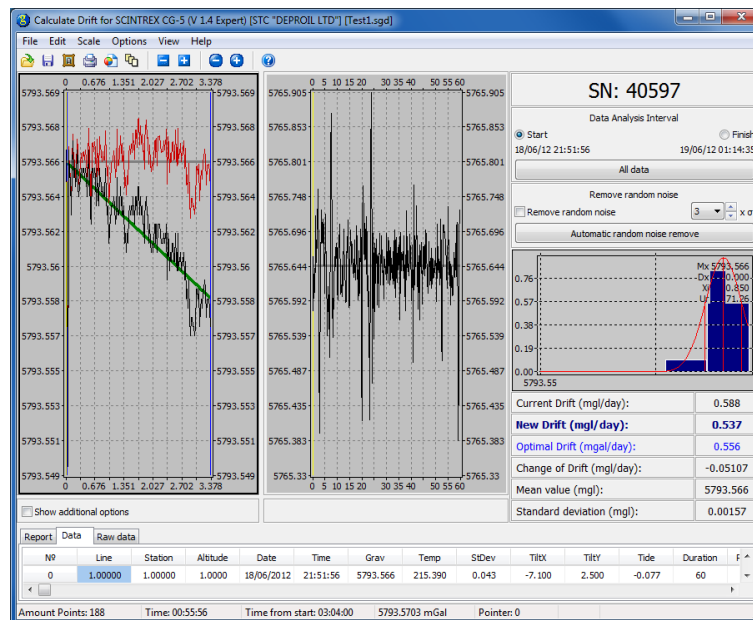 Calculate Drift for SCINTREX CG-5 (V 1.4 Expert) [STC "DEPROIL LTD"] [Test1.sgd]
File Edit Scale Options View Help
0 0.676 1.351 2.027 2.702 3.378
5793.569 5793.569
5793.568 5793.568
5793.566 5793.566
5793.564 5793.564
5793.562 5793.562
5793.56 5793.56
5793.558 5793.558
5793.557 5793.557
5793.555 5793.555
5793.553 5793.553
5793.551 5793.551
5793.549 5793.549
0 0.676 1.351 2.027 2.702 3.378
0 5 10 15 20 30 35 40 50 55 60
5765.905 5765.905
5765.853 5765.853
5765.801 5765.801
5765.748 5765.748
5765.696 5765.696
5765.644 5765.644
5765.592 5765.592
5765.539 5765.539
5765.487 5765.487
5765.435 5765.435
5765.383 5765.383
5765.33 5765.33
0 5 10 15 20 30 35 40 50 55 60
SN: 40597
Data Analysis Interval
Start Finish
18/06/12 21:51:56 19/06/12 01:14:35
All data
Remove random noise
Remove random noise 3 x σ
Automatic random noise remove
Mx 5793.566
0.76
0.57
0.38
0.19
0.00
5793.55
Current Drift (mgl/day): 0.588
New Drift (mgl/day): 0.537
Optimal Drift (mgal/day): 0.556
Change of Drift (mgl/day): -0.05107
Mean value (mgl): 5793.566
Standard deviation (mgl): 0.00157
Show additional options
Report Data Raw data
Nº Line Station Altitude Date Time Grav Temp StDev TiltX TiltY Tide Duration
0 1.00000 1.00000 1.0000 18/06/2012 21:51:56 5793.566 215.390 0.043 -7.100 2.500 -0.077 60
Amount Points: 188 Time: 00:55:56 Time from start: 03:04:00 5793.5703 mGal Pointer: 0